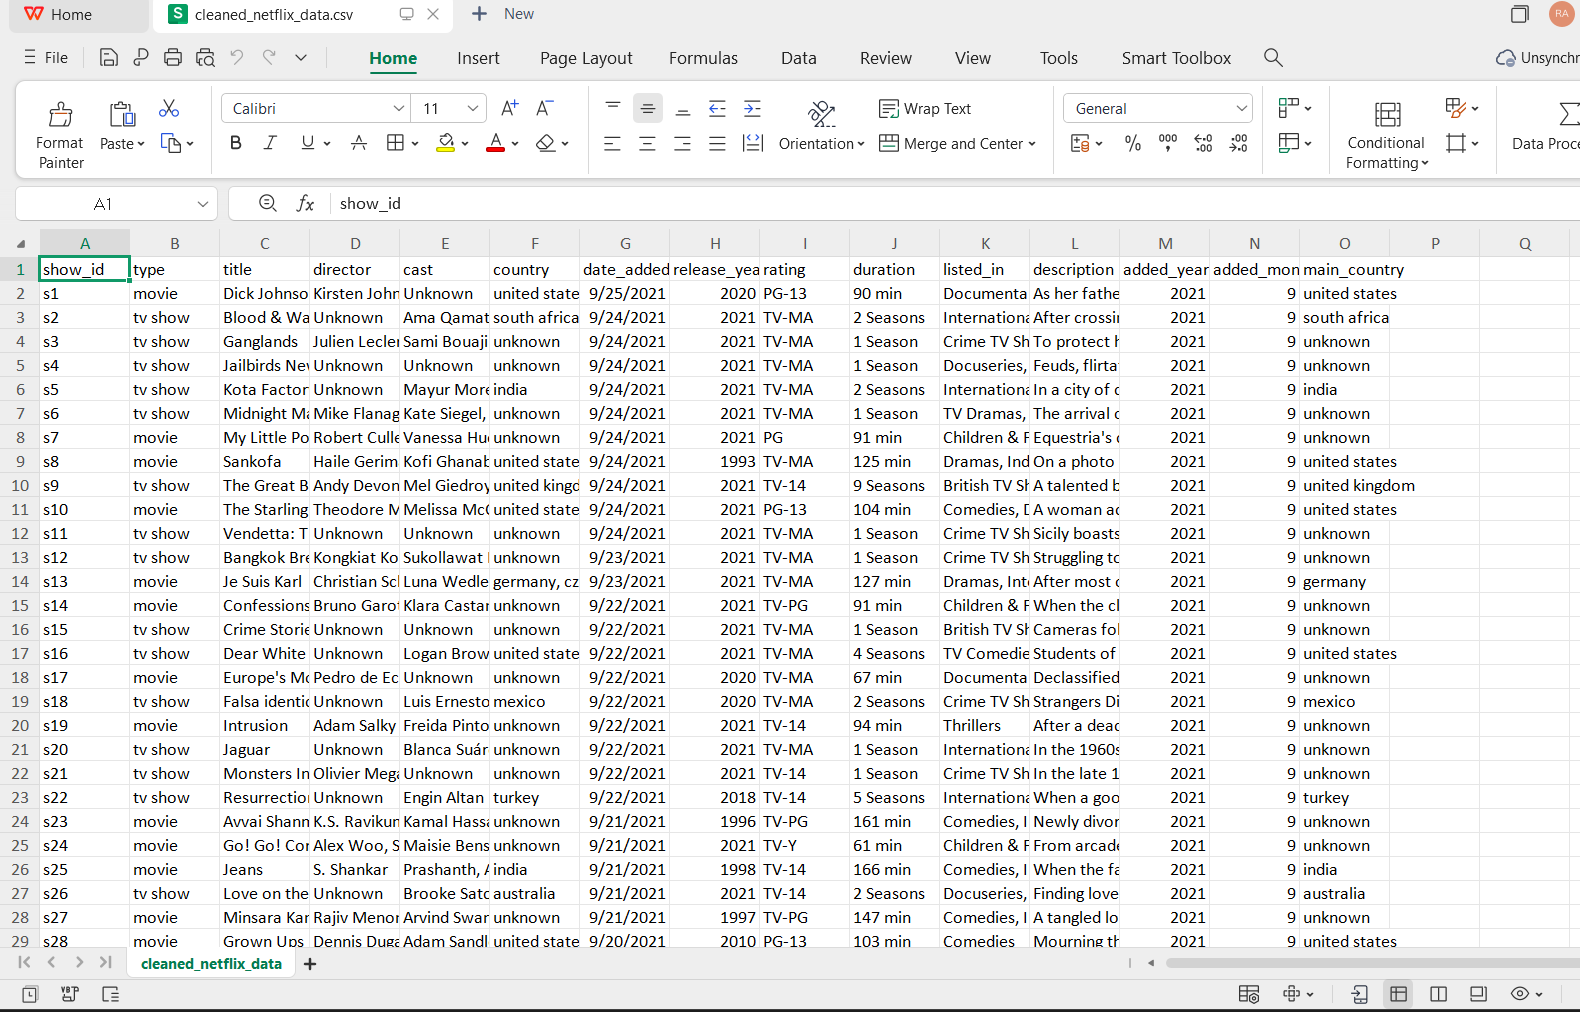 Home cleaned_netflix_data.csv New RA
File Home Insert Page Layout Formulas Data Review View Tools Smart Toolbox Unsynchr
Calibri 11 Wrap Text General
Format Painter Paste Orientation Merge and Center Conditional Formatting Data Proce
A1 fx show_id
A B C D E F G H I J K L M N O P Q
1 show_id type title director cast country date_added release_yea rating duration listed_in description added_year added_mon main_country
2 s1 movie Dick Johnso Kirsten John Unknown united state 9/25/2021 2020 PG-13 90 min Documenta As her fathe 2021 9 united states
3 s2 tv show Blood & Wa Unknown Ama Qamat south africa 9/24/2021 2021 TV-MA 2 Seasons Internationa After crossin 2021 9 south africa
4 s3 tv show Ganglands Julien Lecler Sami Bouaji unknown 9/24/2021 2021 TV-MA 1 Season Crime TV Sh To protect h 2021 9 unknown
5 s4 tv show Jailbirds Nev Unknown Unknown unknown 9/24/2021 2021 TV-MA 1 Season Docuseries, Feuds, flirta 2021 9 unknown
6 s5 tv show Kota Factor Unknown Mayur More india 9/24/2021 2021 TV-MA 2 Seasons Internationa In a city of c 2021 9 india
7 s6 tv show Midnight Ma Mike Flanag Kate Siegel, unknown 9/24/2021 2021 TV-MA 1 Season TV Dramas, The arrival o 2021 9 unknown
8 s7 movie My Little Po Robert Culle Vanessa Hu unknown 9/24/2021 2021 PG 91 min Children & F Equestria's 2021 9 unknown
9 s8 movie Sankofa Haile Gerim Kofi Ghanab united state 9/24/2021 1993 TV-MA 125 min Dramas, Ind On a photo 2021 9 united states
10 s9 tv show The Great B Andy Devon Mel Giedroy united kingd 9/24/2021 2021 TV-14 9 Seasons British TV Sh A talented b 2021 9 united kingdom
11 s10 movie The Starling Theodore M Melissa McC united state 9/24/2021 2021 PG-13 104 min Comedies, D A woman ad 2021 9 united states
12 s11 tv show Vendetta: T Unknown Unknown unknown 9/24/2021 2021 TV-MA 1 Season Crime TV Sh Sicily boasts 2021 9 unknown
13 s12 tv show Bangkok Bre Kongkiat Ko Sukollawat unknown 9/23/2021 2021 TV-MA 1 Season Crime TV Sh Struggling to 2021 9 unknown
14 s13 movie Je Suis Karl Christian Scl Luna Wedle germany, cz 9/23/2021 2021 TV-MA 127 min Dramas, Inte After most o 2021 9 germany
15 s14 movie Confessions Bruno Garot Klara Castan unknown 9/22/2021 2021 TV-PG 91 min Children & F When the cl 2021 9 unknown
16 s15 tv show Crime Storie Unknown Unknown unknown 9/22/2021 2021 TV-MA 1 Season British TV Sh Cameras fol 2021 9 unknown
17 s16 tv show Dear White Unknown Logan Brow united state 9/22/2021 2021 TV-MA 4 Seasons TV Comedie Students of 2021 9 united states
18 s17 movie Europe's Mo Pedro de Ec Unknown unknown 9/22/2021 2020 TV-MA 67 min Documenta Declassified 2021 9 unknown
19 s18 tv show Falsa identic Unknown Luis Ernesto mexico 9/22/2021 2020 TV-MA 2 Seasons Crime TV Sh Strangers Di 2021 9 mexico
20 s19 movie Intrusion Adam Salky Freida Pinto unknown 9/22/2021 2021 TV-14 94 min Thrillers After a deac 2021 9 unknown
21 s20 tv show Jaguar Unknown Blanca Suár unknown 9/22/2021 2021 TV-MA 1 Season Internationa In the 1960s 2021 9 unknown
22 s21 tv show Monsters In Olivier Mega Unknown unknown 9/22/2021 2021 TV-14 1 Season Crime TV Sh In the late 1 2021 9 unknown
23 s22 tv show Resurrection Unknown Engin Altan turkey 9/22/2021 2018 TV-14 5 Seasons Internationa When a goo 2021 9 turkey
24 s23 movie Avvai Shann K.S. Ravikun Kamal Hassa unknown 9/21/2021 1996 TV-PG 161 min Comedies, I Newly divor 2021 9 unknown
25 s24 movie Go! Go! Cor Alex Woo, S Maisie Bens unknown 9/21/2021 2021 TV-Y 61 min Children & F From arcade 2021 9 unknown
26 s25 movie Jeans S. Shankar Prashanth, A india 9/21/2021 1998 TV-14 166 min Comedies, I When the fa 2021 9 india
27 s26 tv show Love on the Unknown Brooke Satc australia 9/21/2021 2021 TV-14 2 Seasons Docuseries, Finding love 2021 9 australia
28 s27 movie Minsara Kan Rajiv Menon Arvind Swan unknown 9/21/2021 1997 TV-PG 147 min Comedies, I A tangled lo 2021 9 unknown
29 s28 movie Grown Ups Dennis Duga Adam Sandl united state 9/20/2021 2010 PG-13 103 min Comedies Mourning th 2021 9 united states
cleaned_netflix_data